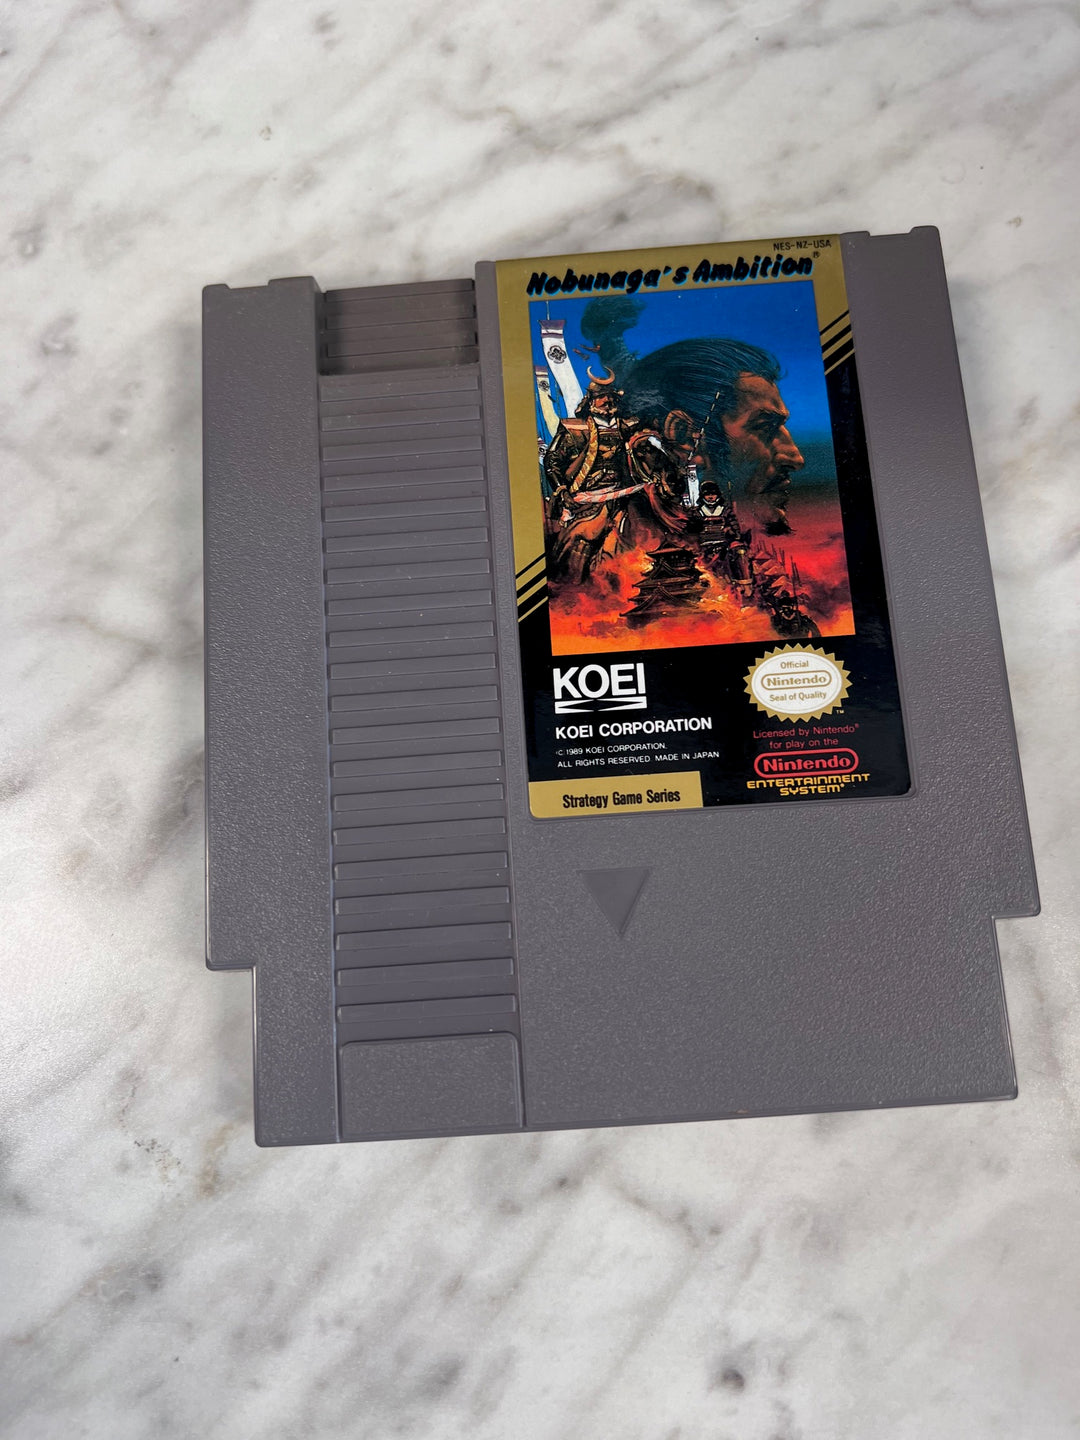 NES-NZ-USA
Nobunaga's Ambition®
KOEI
KOEI CORPORATION
© 1989 KOEI CORPORATION.
ALL RIGHTS RESERVED. MADE IN JAPAN
Strategy Game Series
Official
Nintendo
Seal of Quality
TM
Licensed by Nintendo®
for play on the
Nintendo
ENTERTAINMENT
SYSTEM®